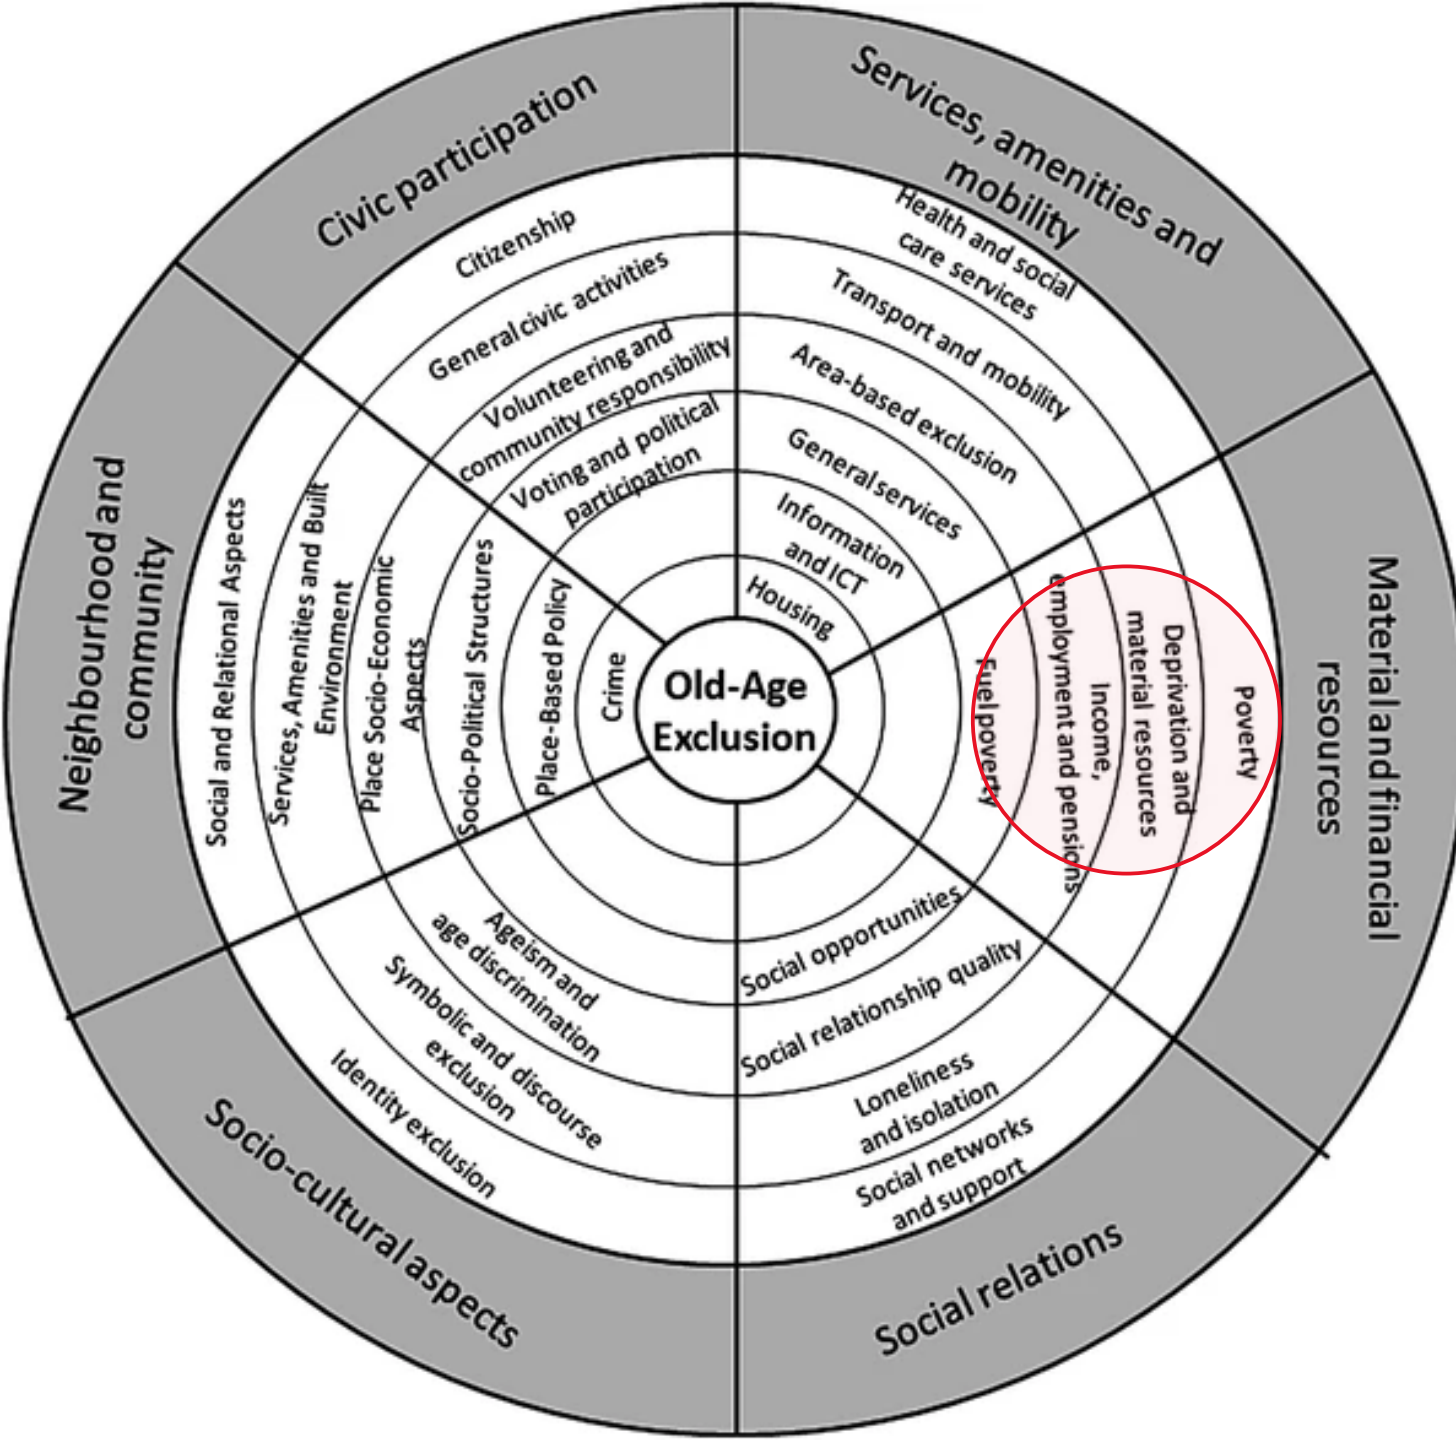 Civic participation
Citizenship
General civic activities
Volunteering and
community responsibility
Voting and political
participation
Services, amenities and
mobility
Health and social
care services
Transport and mobility
Area-based exclusion
General services
Information
and ICT
Housing
Material and financial
resources
Poverty
Deprivation and
material resources
Income,
employment and pensions
Fuel poverty
Social relations
Social networks
and support
Loneliness
and isolation
Social relationship quality
Social opportunities
Socio-cultural aspects
Identity exclusion
Symbolic and discourse
exclusion
Ageism and
age discrimination
Neighbourhood and
community
Social and Relational Aspects
Services, Amenities and Built
Environment
Place Socio-Economic
Aspects
Socio-Political Structures
Place-Based Policy
Crime
Old-Age
Exclusion